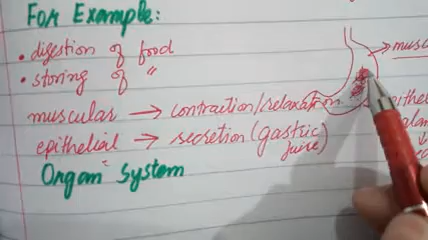 For Example:
• digestion of food
• storing of "
muscular → contraction/relaxation
epithelial → secretion (gastric juice)
Organ System